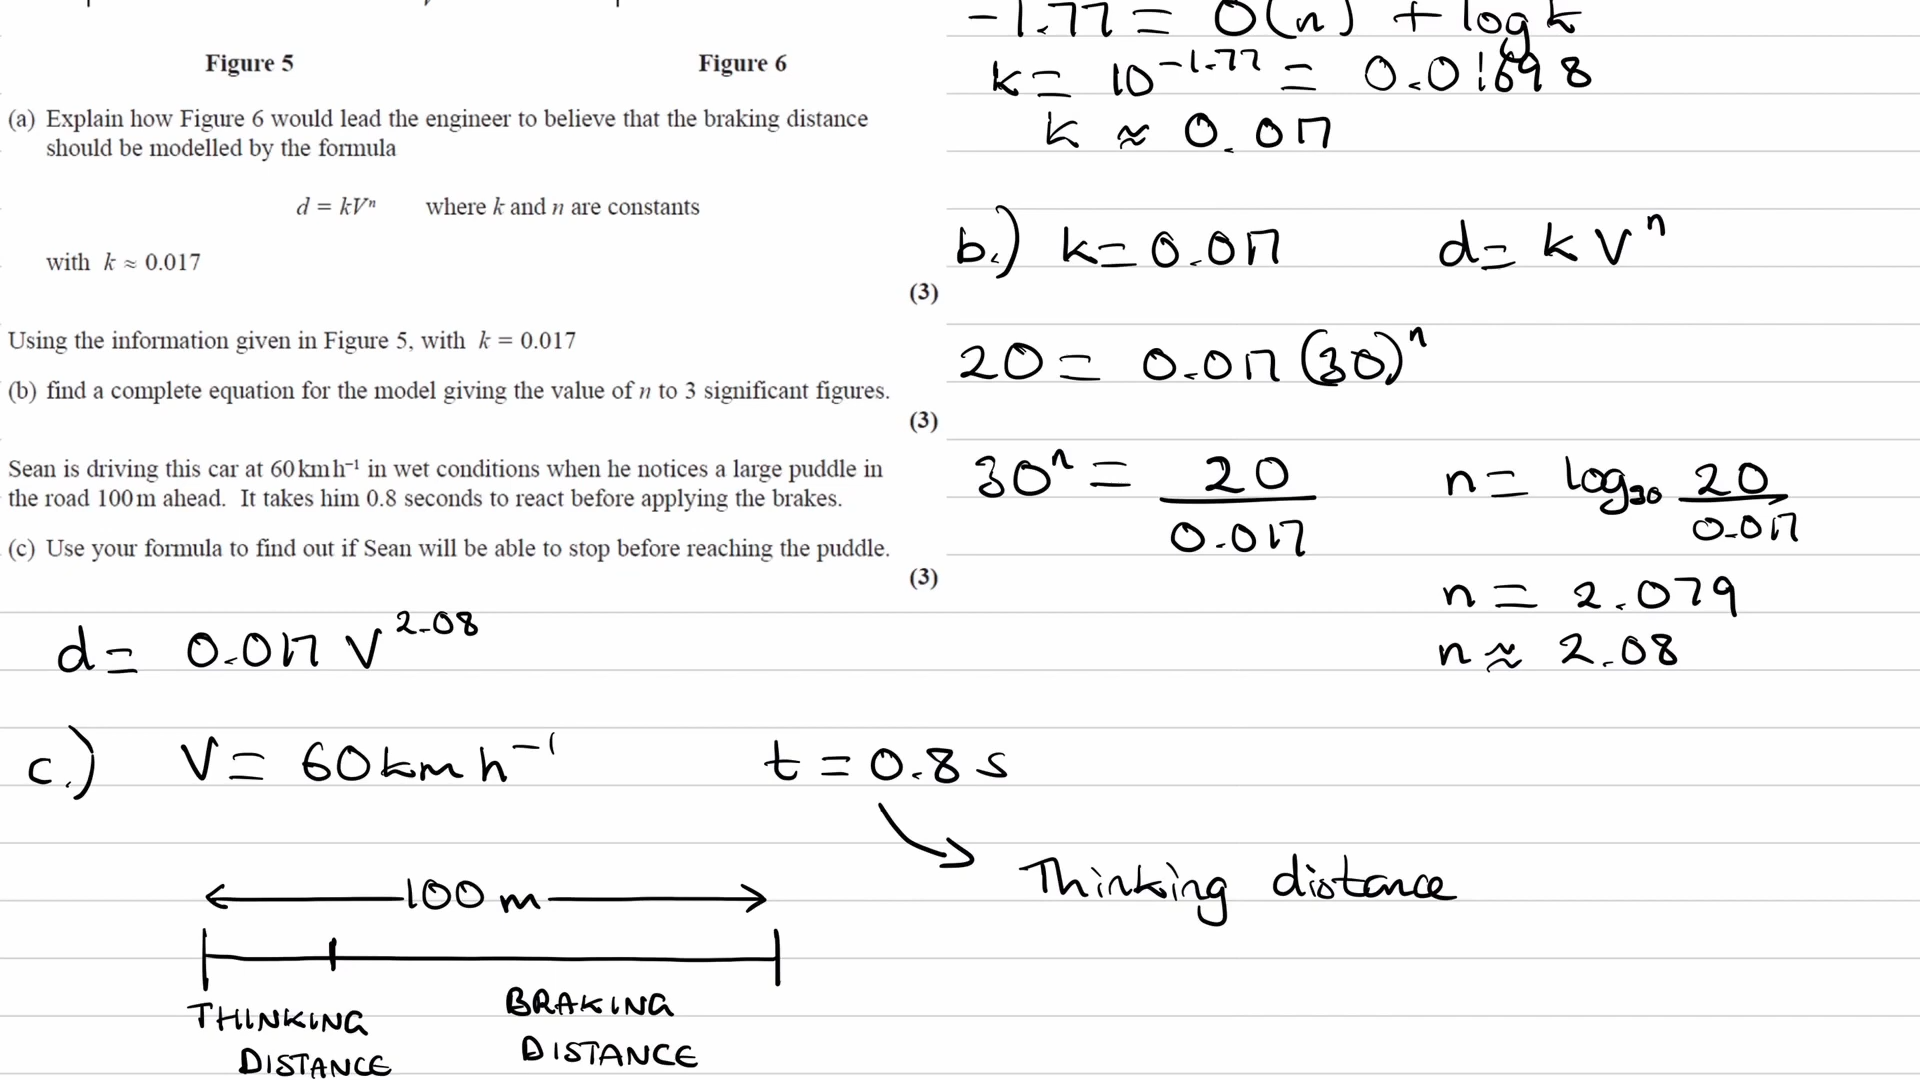 Figure 5 Figure 6
(a) Explain how Figure 6 would lead the engineer to believe that the braking distance
should be modelled by the formula
d = kVⁿ where k and n are constants
with k ≈ 0.017
(3)
Using the information given in Figure 5, with k = 0.017
(b) find a complete equation for the model giving the value of n to 3 significant figures.
(3)
Sean is driving this car at 60 km h⁻¹ in wet conditions when he notices a large puddle in
the road 100 m ahead. It takes him 0.8 seconds to react before applying the brakes.
(c) Use your formula to find out if Sean will be able to stop before reaching the puddle.
(3)
-1.77 = 0(n) + log k
k = 10^-1.77 = 0.01698
k ≈ 0.017
b.) k = 0.017 d = k Vⁿ
20 = 0.017 (30)ⁿ
30ⁿ = 20/0.017 n = log₃₀ 20/0.017
n = 2.079
n ≈ 2.08
d = 0.017 V^2.08
c.) V = 60 km h⁻¹ t = 0.8 s
Thinking distance
100 m
THINKING
DISTANCE
BRAKING
DISTANCE